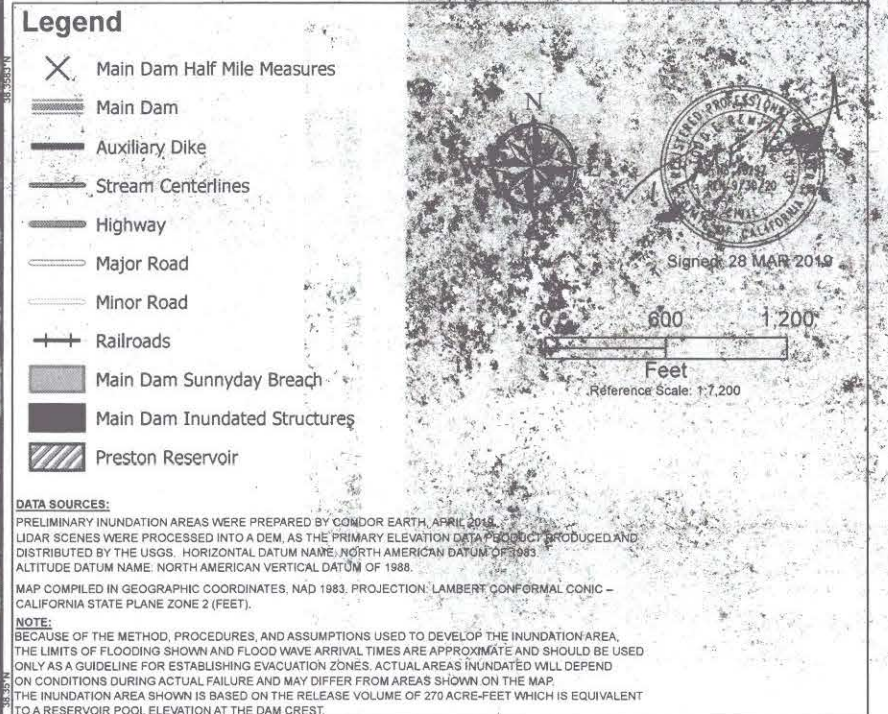 Legend
Main Dam Half Mile Measures
Main Dam
Auxiliary Dike
Stream Centerlines
Highway
Major Road
Minor Road
Railroads
Main Dam Sunnyday Breach
Main Dam Inundated Structures
Preston Reservoir
N
E
REGISTERED PROFESSIONAL
CIVIL
OF CALIFORNIA
Signed: 28 MAR 2019
0 600 1,200
Feet
Reference Scale: 1:7,200
DATA SOURCES:
PRELIMINARY INUNDATION AREAS WERE PREPARED BY CONDOR EARTH, APRIL
LIDAR SCENES WERE PROCESSED INTO A DEM, AS THE PRIMARY ELEVATION DATA PRODUCT PRODUCED AND
DISTRIBUTED BY THE USGS. HORIZONTAL DATUM NAME: NORTH AMERICAN DATUM OF 1983.
ALTITUDE DATUM NAME: NORTH AMERICAN VERTICAL DATUM OF 1988.
MAP COMPILED IN GEOGRAPHIC COORDINATES, NAD 1983. PROJECTION: LAMBERT CONFORMAL CONIC –
CALIFORNIA STATE PLANE ZONE 2 (FEET).
NOTE:
BECAUSE OF THE METHOD, PROCEDURES, AND ASSUMPTIONS USED TO DEVELOP THE INUNDATION AREA,
THE LIMITS OF FLOODING SHOWN AND FLOOD WAVE ARRIVAL TIMES ARE APPROXIMATE AND SHOULD BE USED
ONLY AS A GUIDELINE FOR ESTABLISHING EVACUATION ZONES. ACTUAL AREAS INUNDATED WILL DEPEND
ON CONDITIONS DURING ACTUAL FAILURE AND MAY DIFFER FROM AREAS SHOWN ON THE MAP.
THE INUNDATION AREA SHOWN IS BASED ON THE RELEASE VOLUME OF 270 ACRE-FEET WHICH IS EQUIVALENT
TO A RESERVOIR POOL ELEVATION AT THE DAM CREST.
38.35°N